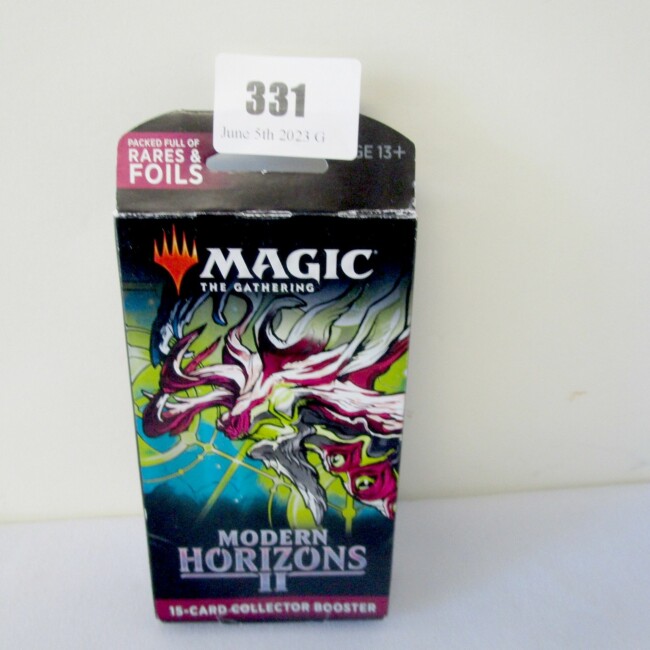 331
June 5th 2023 G
PACKED FULL OF
RARES &
FOILS
GE 13+
MAGIC
THE GATHERING
MODERN
HORIZONS
II
15-CARD COLLECTOR BOOSTER